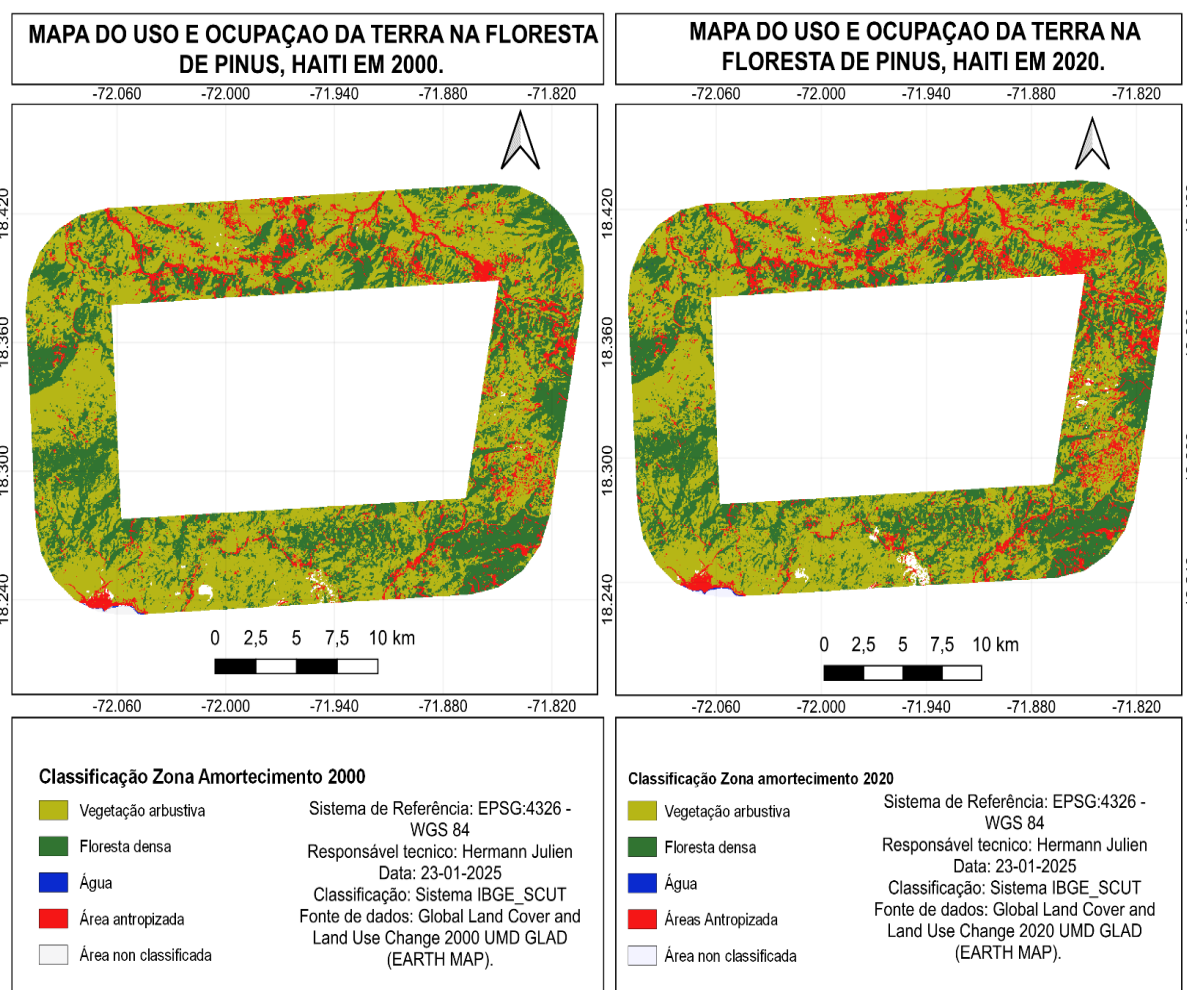 MAPA DO USO E OCUPAÇAO DA TERRA NA FLORESTA
DE PINUS, HAITI EM 2000.
-72.060 -72.000 -71.940 -71.880 -71.820
18.420
18.360
18.300
18.240
0 2,5 5 7,5 10 km
-72.060 -72.000 -71.940 -71.880 -71.820
Classificação Zona Amortecimento 2000
Vegetação arbustiva
Floresta densa
Água
Área antropizada
Área non classificada
Sistema de Referência: EPSG:4326 -
WGS 84
Responsável tecnico: Hermann Julien
Data: 23-01-2025
Classificação: Sistema IBGE_SCUT
Fonte de dados: Global Land Cover and
Land Use Change 2000 UMD GLAD
(EARTH MAP).
MAPA DO USO E OCUPAÇAO DA TERRA NA
FLORESTA DE PINUS, HAITI EM 2020.
-72.060 -72.000 -71.940 -71.880 -71.820
18.420
18.360
18.300
18.240
0 2,5 5 7,5 10 km
-72.060 -72.000 -71.940 -71.880 -71.820
Classificação Zona amortecimento 2020
Vegetação arbustiva
Floresta densa
Água
Áreas Antropizada
Área non classificada
Sistema de Referência: EPSG:4326 -
WGS 84
Responsável tecnico: Hermann Julien
Data: 23-01-2025
Classificação: Sistema IBGE_SCUT
Fonte de dados: Global Land Cover and
Land Use Change 2020 UMD GLAD
(EARTH MAP).